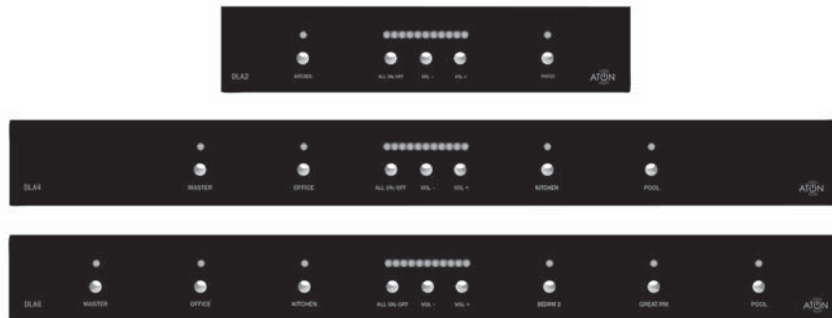 DLA2 KITCHEN ALL ON/OFF VOL - VOL + PATIO ATON
DLA4 MASTER OFFICE ALL ON/OFF VOL - VOL + KITCHEN POOL ATON
DLA6 MASTER OFFICE KITCHEN ALL ON/OFF VOL - VOL + BEDRM 2 GREAT RM POOL ATON